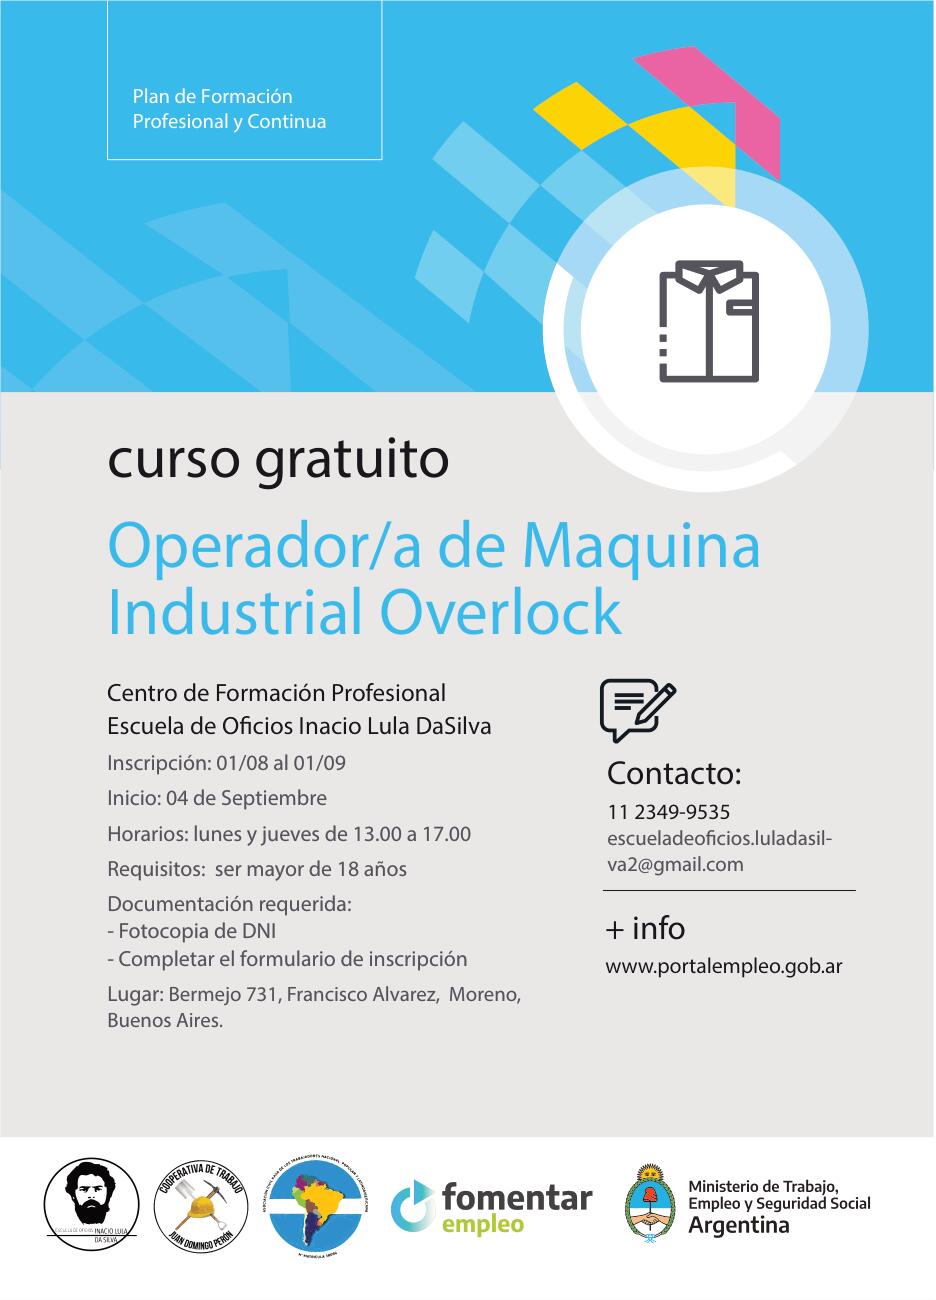 Plan de Formación
Profesional y Continua
curso gratuito
Operador/a de Maquina
Industrial Overlock
Centro de Formación Profesional
Escuela de Oficios Inacio Lula DaSilva
Inscripción: 01/08 al 01/09
Inicio: 04 de Septiembre
Horarios: lunes y jueves de 13.00 a 17.00
Requisitos:  ser mayor de 18 años
Documentación requerida:
- Fotocopia de DNI
- Completar el formulario de inscripción
Lugar: Bermejo 731, Francisco Alvarez,  Moreno,
Buenos Aires.
Contacto:
11 2349-9535
escueladeoficios.luladasil-
va2@gmail.com
+ info
www.portalempleo.gob.ar
ESCUELA DE OFICIOS INACIO LULA
DA SILVA
COOPERATIVA DE TRABAJO
JUAN DOMINGO PERÓN
fomentar
empleo
Ministerio de Trabajo,
Empleo y Seguridad Social
Argentina